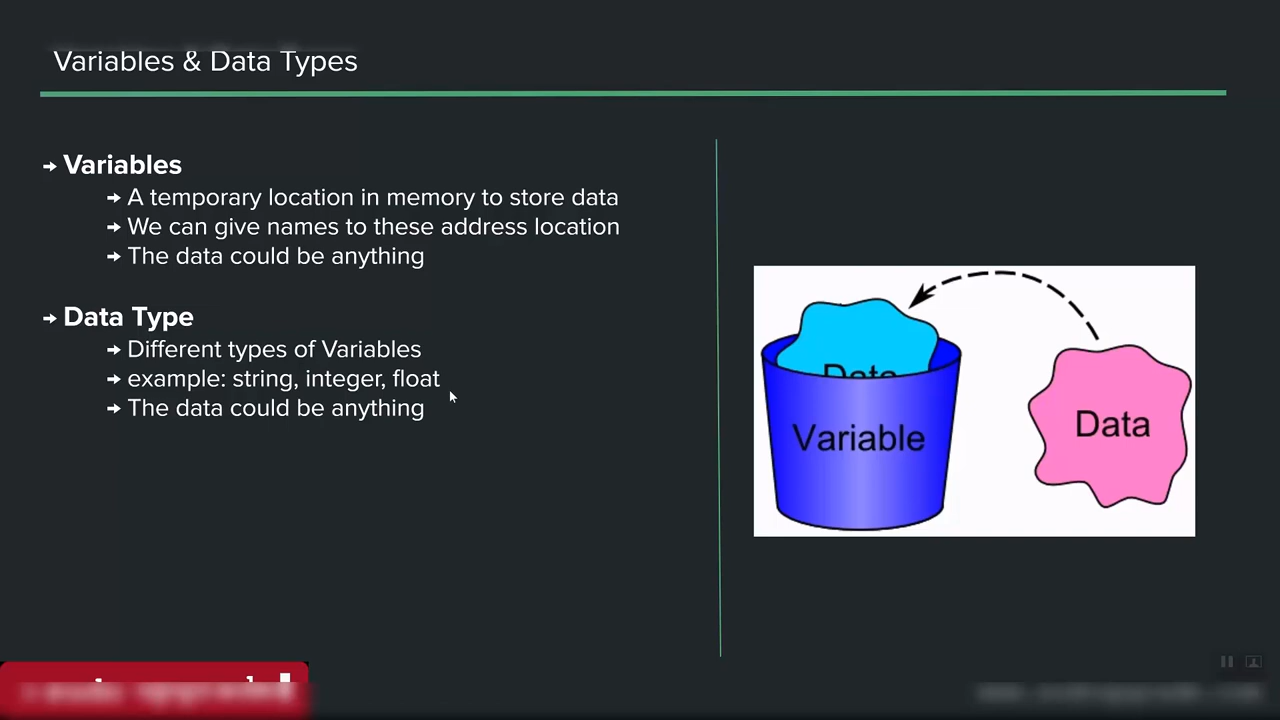 Variables & Data Types
→ Variables
→ A temporary location in memory to store data
→ We can give names to these address location
→ The data could be anything
→ Data Type
→ Different types of Variables
→ example: string, integer, float
→ The data could be anything
Data
Variable
Data